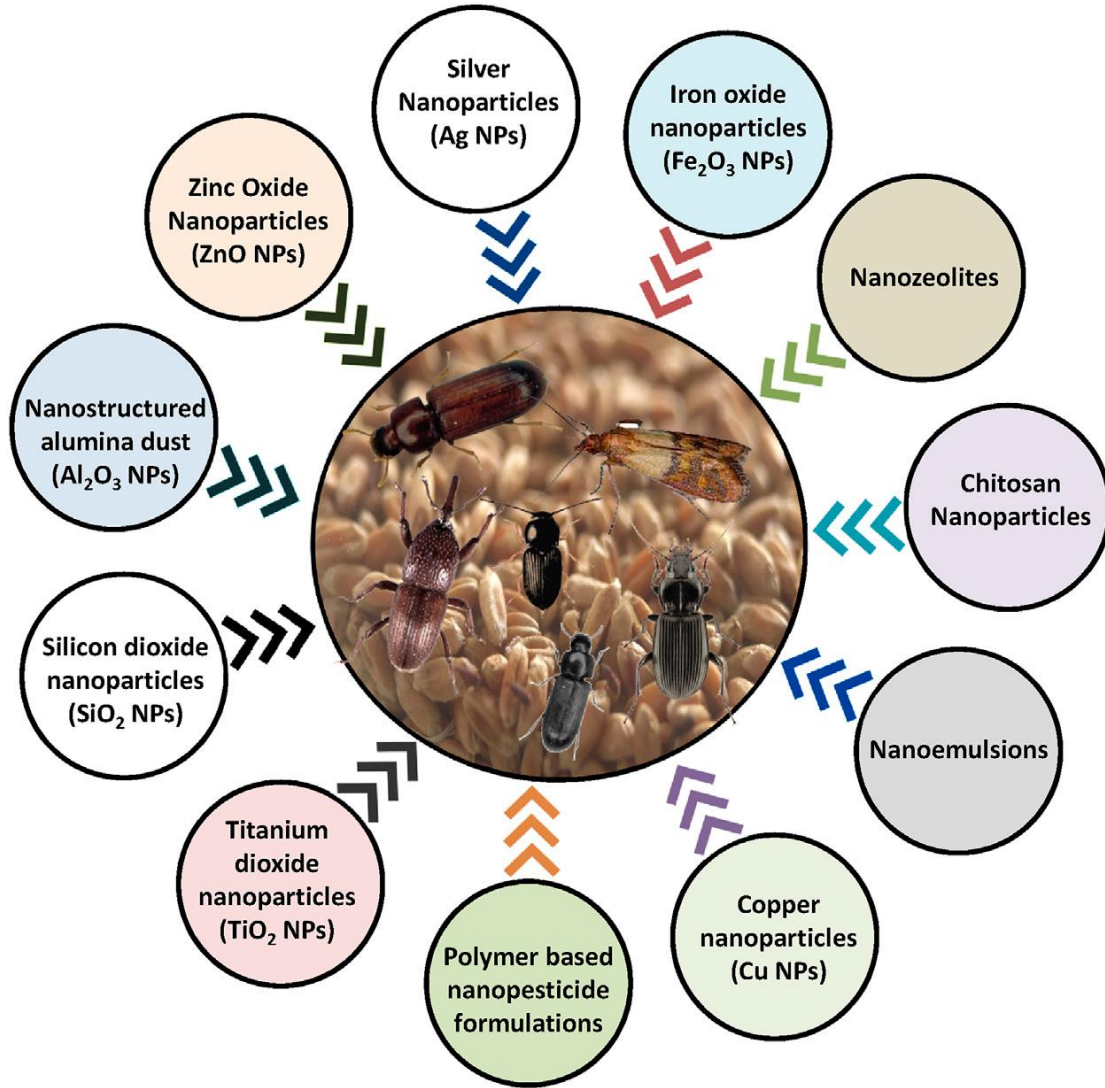 Silver
Nanoparticles
(Ag NPs)
Iron oxide
nanoparticles
(Fe₂O₃ NPs)
Nanozeolites
Chitosan
Nanoparticles
Nanoemulsions
Copper
nanoparticles
(Cu NPs)
Polymer based
nanopesticide
formulations
Titanium
dioxide
nanoparticles
(TiO₂ NPs)
Silicon dioxide
nanoparticles
(SiO₂ NPs)
Nanostructured
alumina dust
(Al₂O₃ NPs)
Zinc Oxide
Nanoparticles
(ZnO NPs)